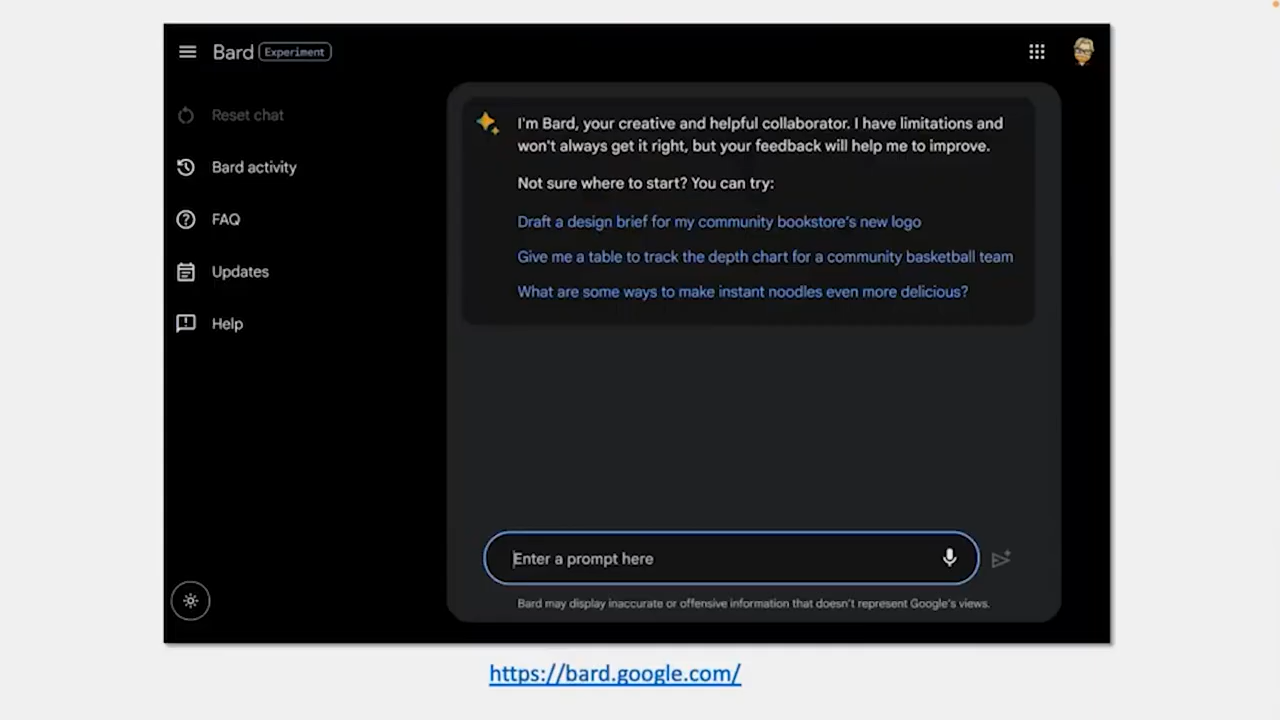 Bard Experiment
Reset chat
Bard activity
FAQ
Updates
Help
I'm Bard, your creative and helpful collaborator. I have limitations and
won't always get it right, but your feedback will help me to improve.
Not sure where to start? You can try:
Draft a design brief for my community bookstore's new logo
Give me a table to track the depth chart for a community basketball team
What are some ways to make instant noodles even more delicious?
Enter a prompt here
Bard may display inaccurate or offensive information that doesn't represent Google's views.
https://bard.google.com/